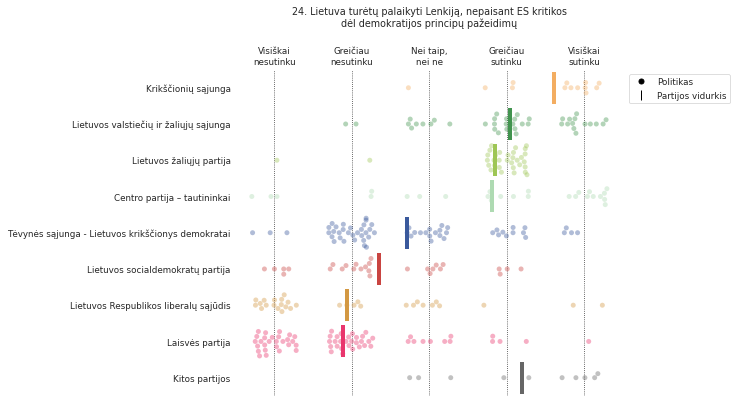 24. Lietuva turėtų palaikyti Lenkiją, nepaisant ES kritikos
dėl demokratijos principų pažeidimų
Visiškai
nesutinku
Greičiau
nesutinku
Nei taip,
nei ne
Greičiau
sutinku
Visiškai
sutinku
Politikas
Partijos vidurkis
Krikščionių sąjunga
Lietuvos valstiečių ir žaliųjų sąjunga
Lietuvos žaliųjų partija
Centro partija – tautininkai
Tėvynės sąjunga - Lietuvos krikščionys demokratai
Lietuvos socialdemokratų partija
Lietuvos Respublikos liberalų sąjūdis
Laisvės partija
Kitos partijos